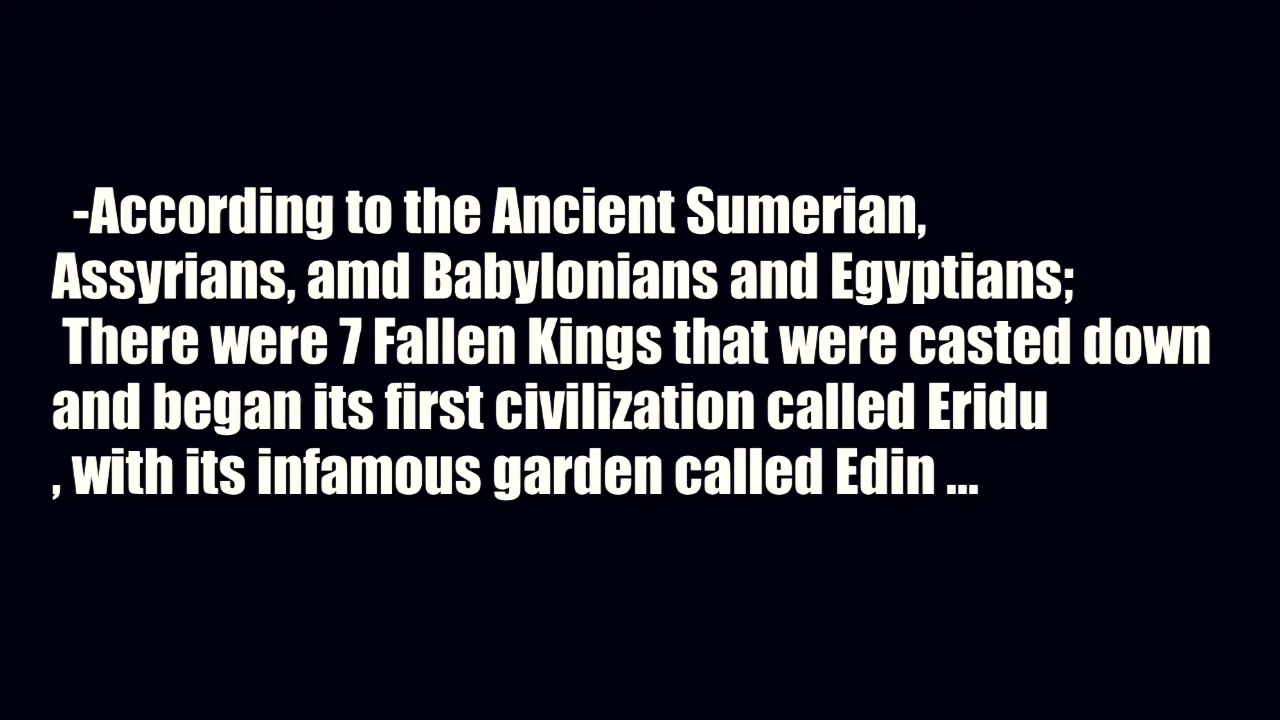 -According to the Ancient Sumerian,
Assyrians, amd Babylonians and Egyptians;
There were 7 Fallen Kings that were casted down
and began its first civilization called Eridu
, with its infamous garden called Edin ...